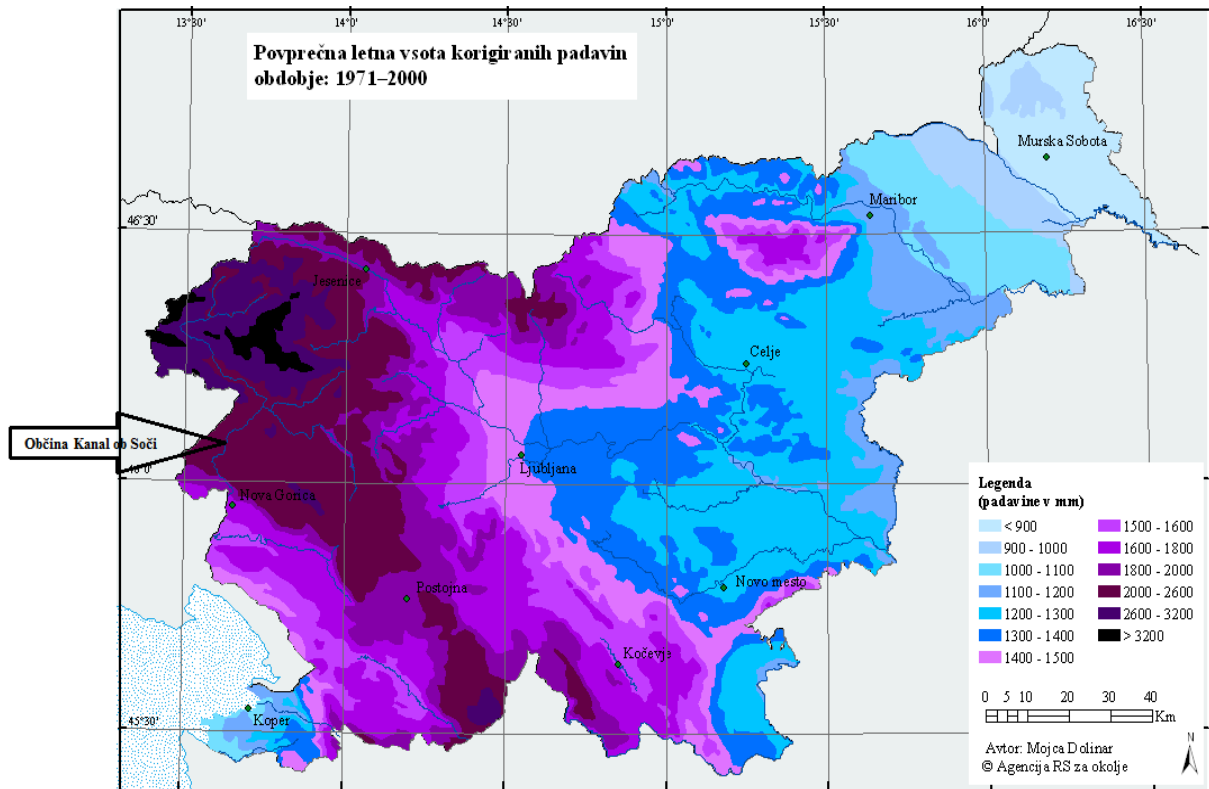 13°30'
14°0'
14°30'
15°0'
15°30'
16°0'
16°30'
Povprečna letna vsota korigiranih padavin
obdobje: 1971–2000
Murska Sobota
Maribor
46°30'
Jesenice
Celje
Občina Kanal ob Soči
Ljubljana
Nova Gorica
Postojna
Novo mesto
Kočevje
Koper
45°30'
Legenda
(padavine v mm)
< 900
900 - 1000
1000 - 1100
1100 - 1200
1200 - 1300
1300 - 1400
1400 - 1500
1500 - 1600
1600 - 1800
1800 - 2000
2000 - 2600
2600 - 3200
> 3200
0 5 10 20 30 40
Km
Avtor: Mojca Dolinar
© Agencija RS za okolje
N